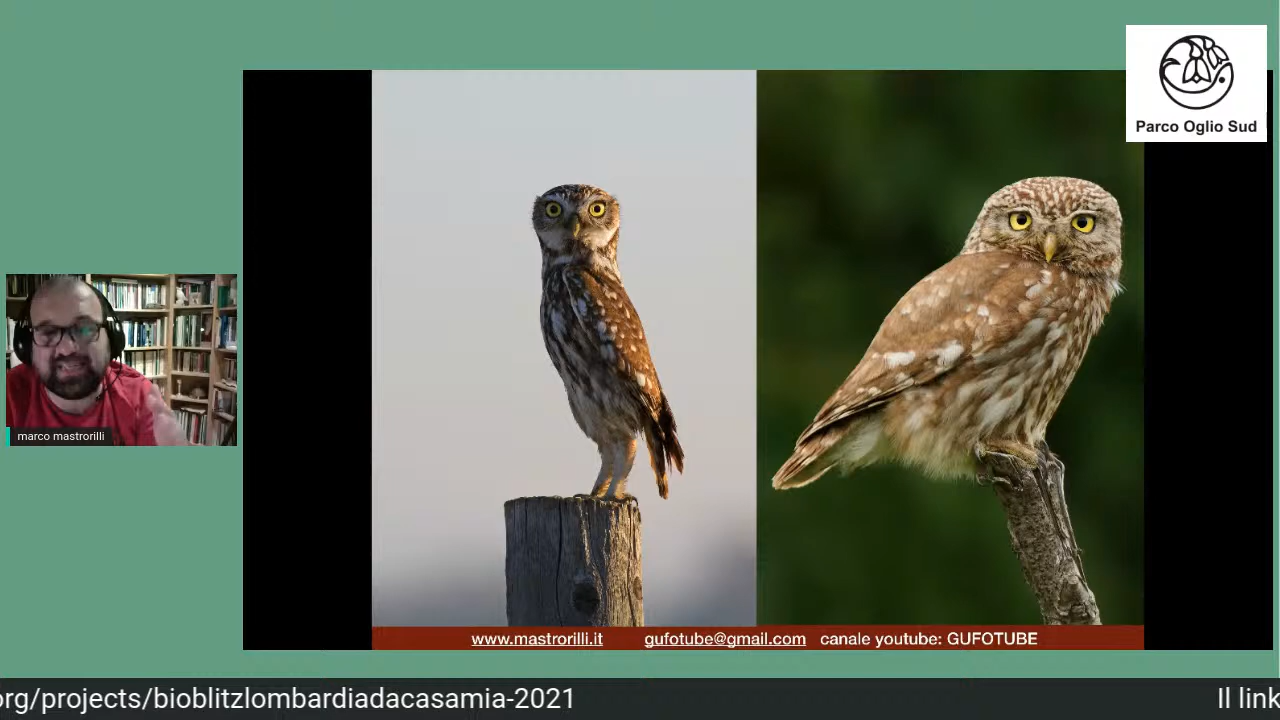 Parco Oglio Sud
marco mastrorilli
www.mastrorilli.it gufotube@gmail.com canale youtube: GUFOTUBE
org/projects/bioblitzlombardiadacasamia-2021 Il link